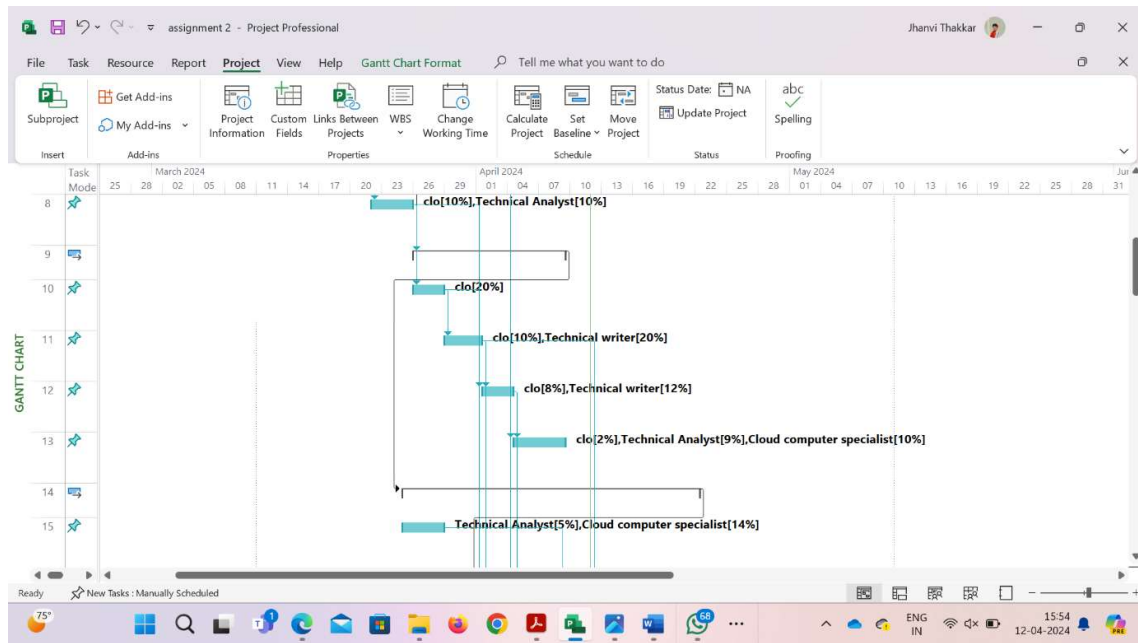 assignment 2 - Project Professional
Jhanvi Thakkar
File Task Resource Report Project View Help Gantt Chart Format Tell me what you want to do
Subproject
Get Add-ins
My Add-ins
Project Information
Custom Fields
Links Between Projects
WBS
Change Working Time
Calculate Project
Set Baseline
Move Project
Status Date: NA
Update Project
abc
Spelling
Insert Add-ins Properties Schedule Status Proofing
Task Mode
March 2024 April 2024 May 2024 Jur
25 28 02 05 08 11 14 17 20 23 26 29 01 04 07 10 13 16 19 22 25 28 01 04 07 10 13 16 19 22 25 28 31
GANTT CHART
8 clo[10%],Technical Analyst[10%]
9
10 clo[20%]
11 clo[10%],Technical writer[20%]
12 clo[8%],Technical writer[12%]
13 clo[2%],Technical Analyst[9%],Cloud computer specialist[10%]
14
15 Technical Analyst[5%],Cloud computer specialist[14%]
Ready New Tasks : Manually Scheduled
75°
68
ENG
IN
15:54
12-04-2024
PRE